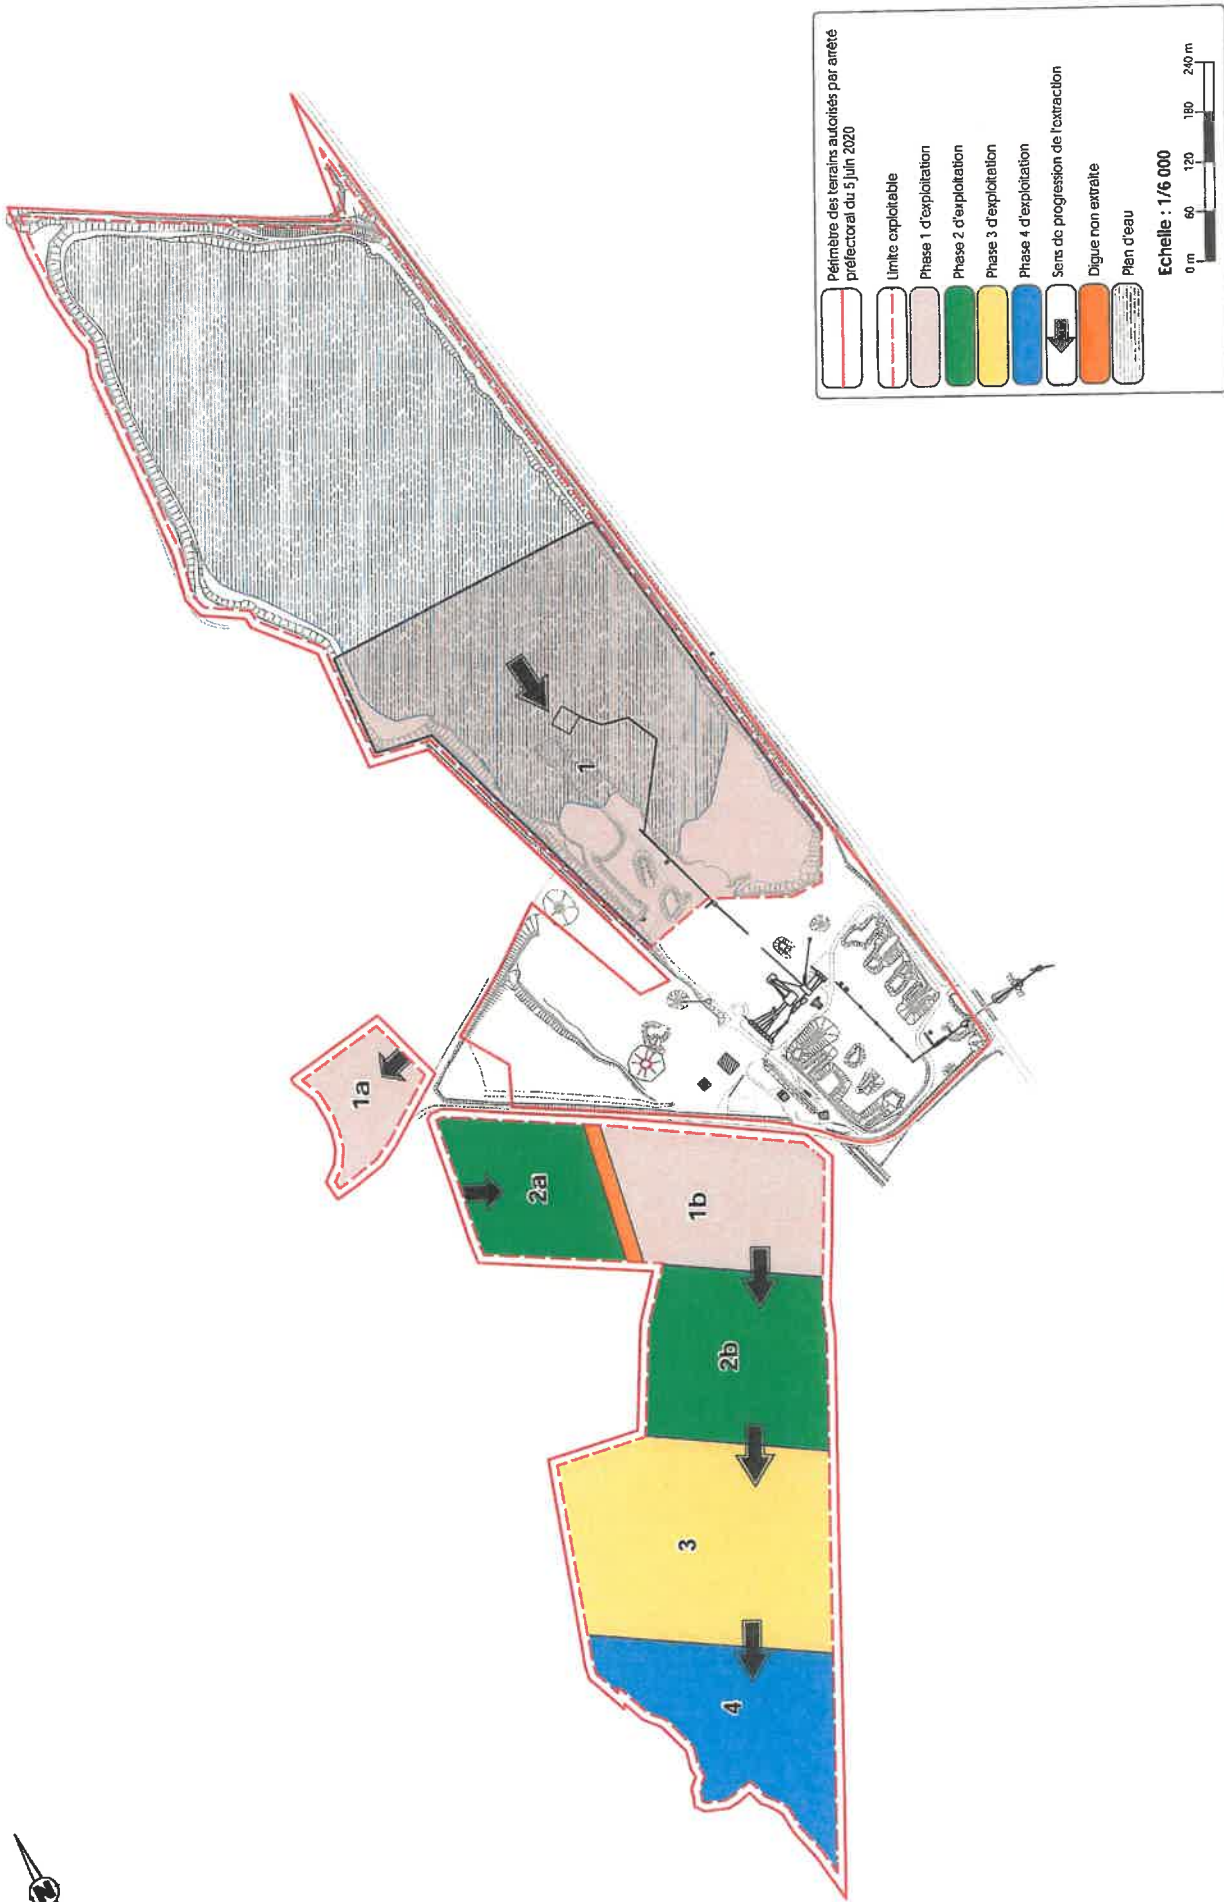 Périmètre des terrains autorisés par arrêté
préfectoral du 5 juin 2020
Limite exploitable
Phase 1 d'exploitation
Phase 2 d'exploitation
Phase 3 d'exploitation
Phase 4 d'exploitation
Sens de progression de l'extraction
Digue non extraite
Plan d'eau
Echelle : 1/6 000
0 m 60 120 180 240 m
1
1a
2a
1b
2b
3
4
N